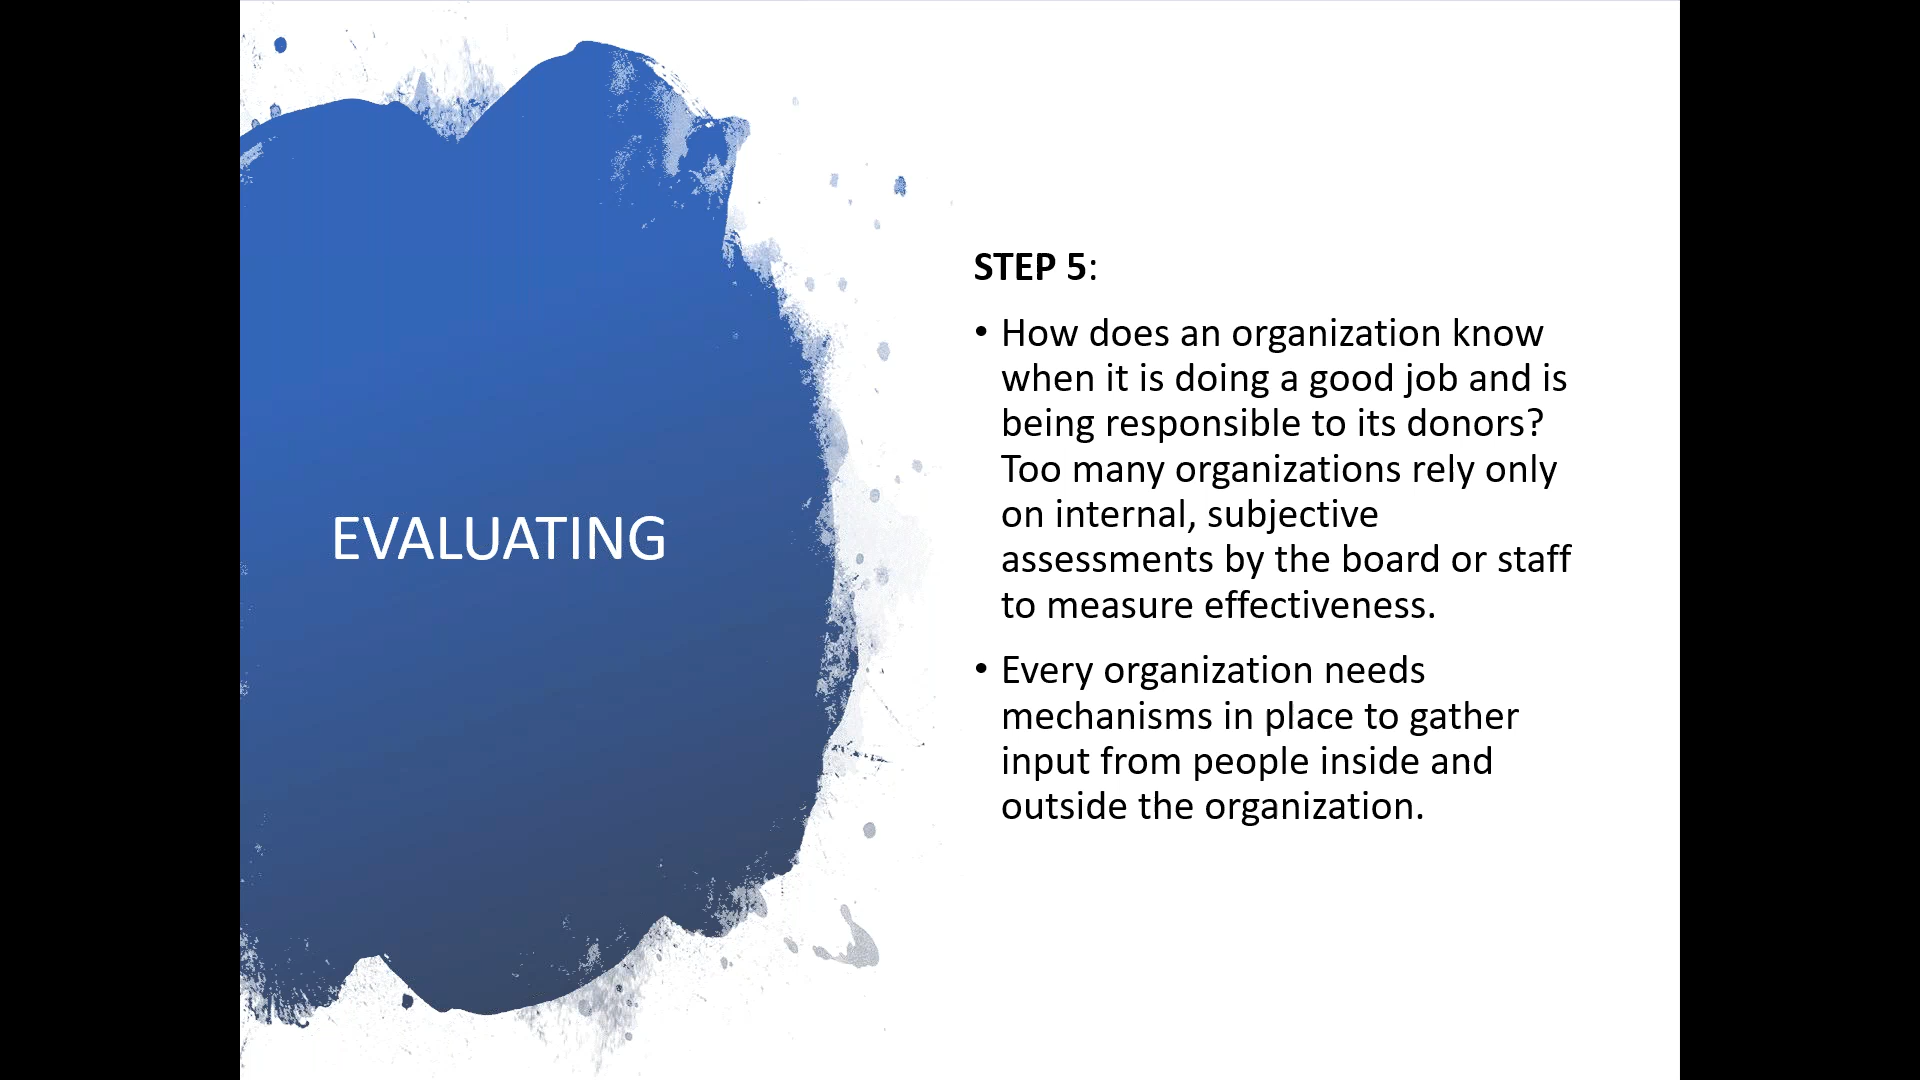 EVALUATING
STEP 5:
• How does an organization know
when it is doing a good job and is
being responsible to its donors?
Too many organizations rely only
on internal, subjective
assessments by the board or staff
to measure effectiveness.
• Every organization needs
mechanisms in place to gather
input from people inside and
outside the organization.